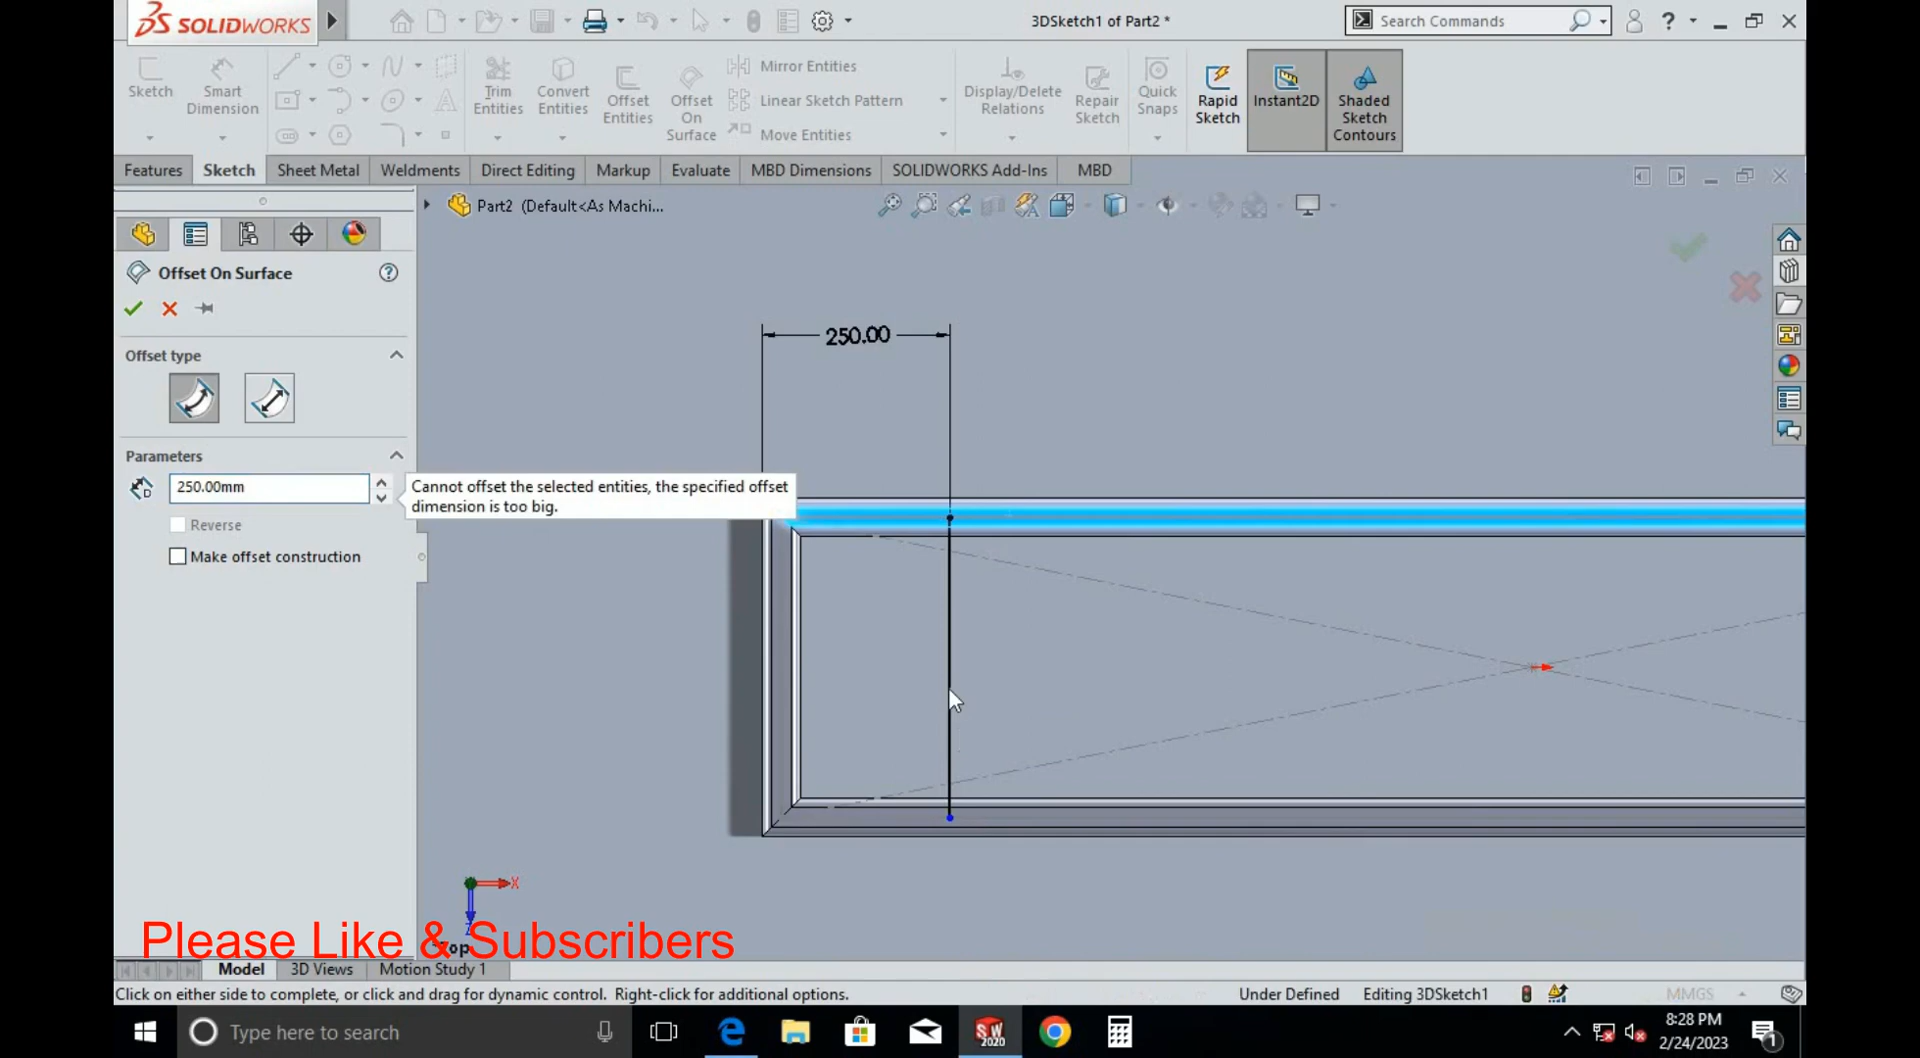 SOLIDWORKS
3DSketch1 of Part2 *
Search Commands
?
Sketch
Smart Dimension
Trim Entities
Convert Entities
Offset Entities
Offset On Surface
Mirror Entities
Linear Sketch Pattern
Move Entities
Display/Delete Relations
Repair Sketch
Quick Snaps
Rapid Sketch
Instant2D
Shaded Sketch Contours
Features
Sketch
Sheet Metal
Weldments
Direct Editing
Markup
Evaluate
MBD Dimensions
SOLIDWORKS Add-Ins
MBD
Part2 (Default<As Machi...
Offset On Surface
?
Offset type
Parameters
D
250.00mm
Cannot offset the selected entities, the specified offset
dimension is too big.
Reverse
Make offset construction
250.00
X
Z
Please Like & Subscribers
*Top
Model
3D Views
Motion Study 1
Click on either side to complete, or click and drag for dynamic control. Right-click for additional options.
Under Defined
Editing 3DSketch1
MMGS
Type here to search
SW
2020
8:28 PM
2/24/2023
1